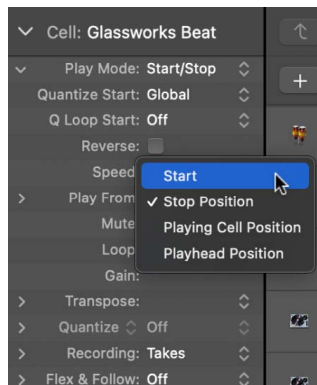 Cell: Glassworks Beat
Play Mode: Start/Stop
Quantize Start: Global
Q Loop Start: Off
Reverse:
Speed
Start
Play From
✓ Stop Position
Mute
Playing Cell Position
Loop
Playhead Position
Gain:
Transpose:
Quantize Off
Recording: Takes
Flex & Follow: Off